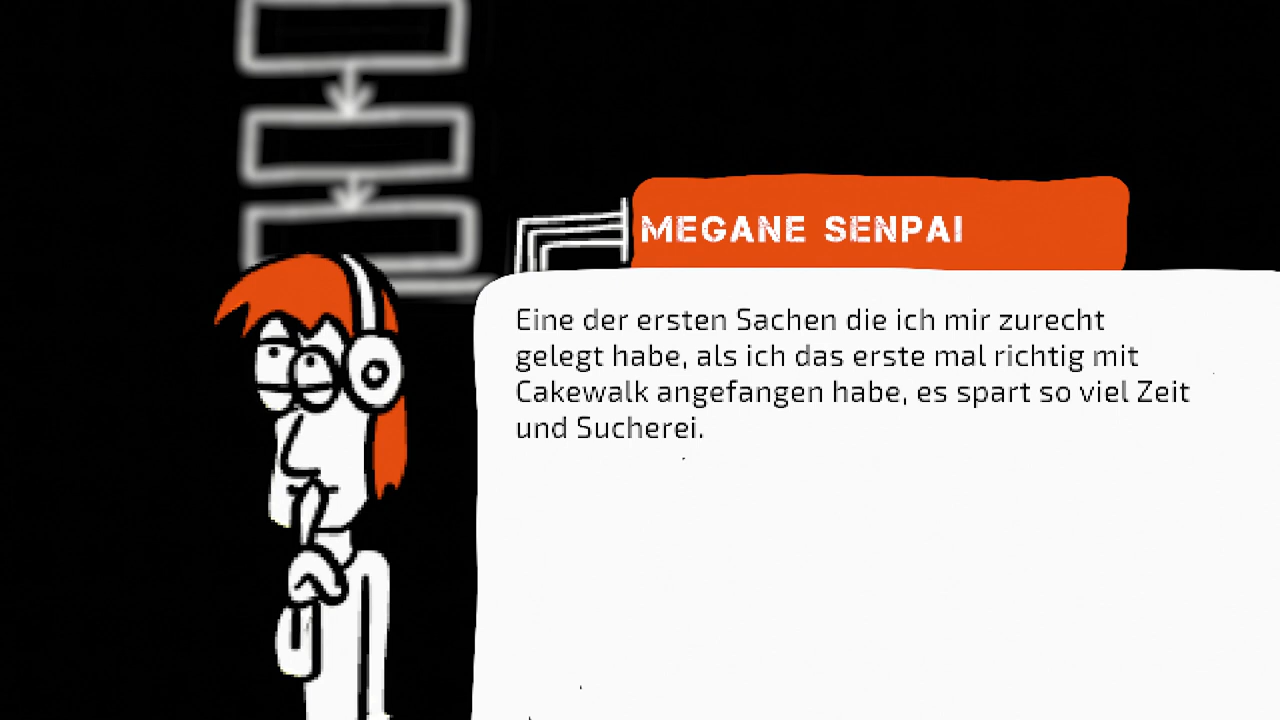 MEGANE SENPAI
Eine der ersten Sachen die ich mir zurecht
gelegt habe, als ich das erste mal richtig mit
Cakewalk angefangen habe, es spart so viel Zeit
und Sucherei.